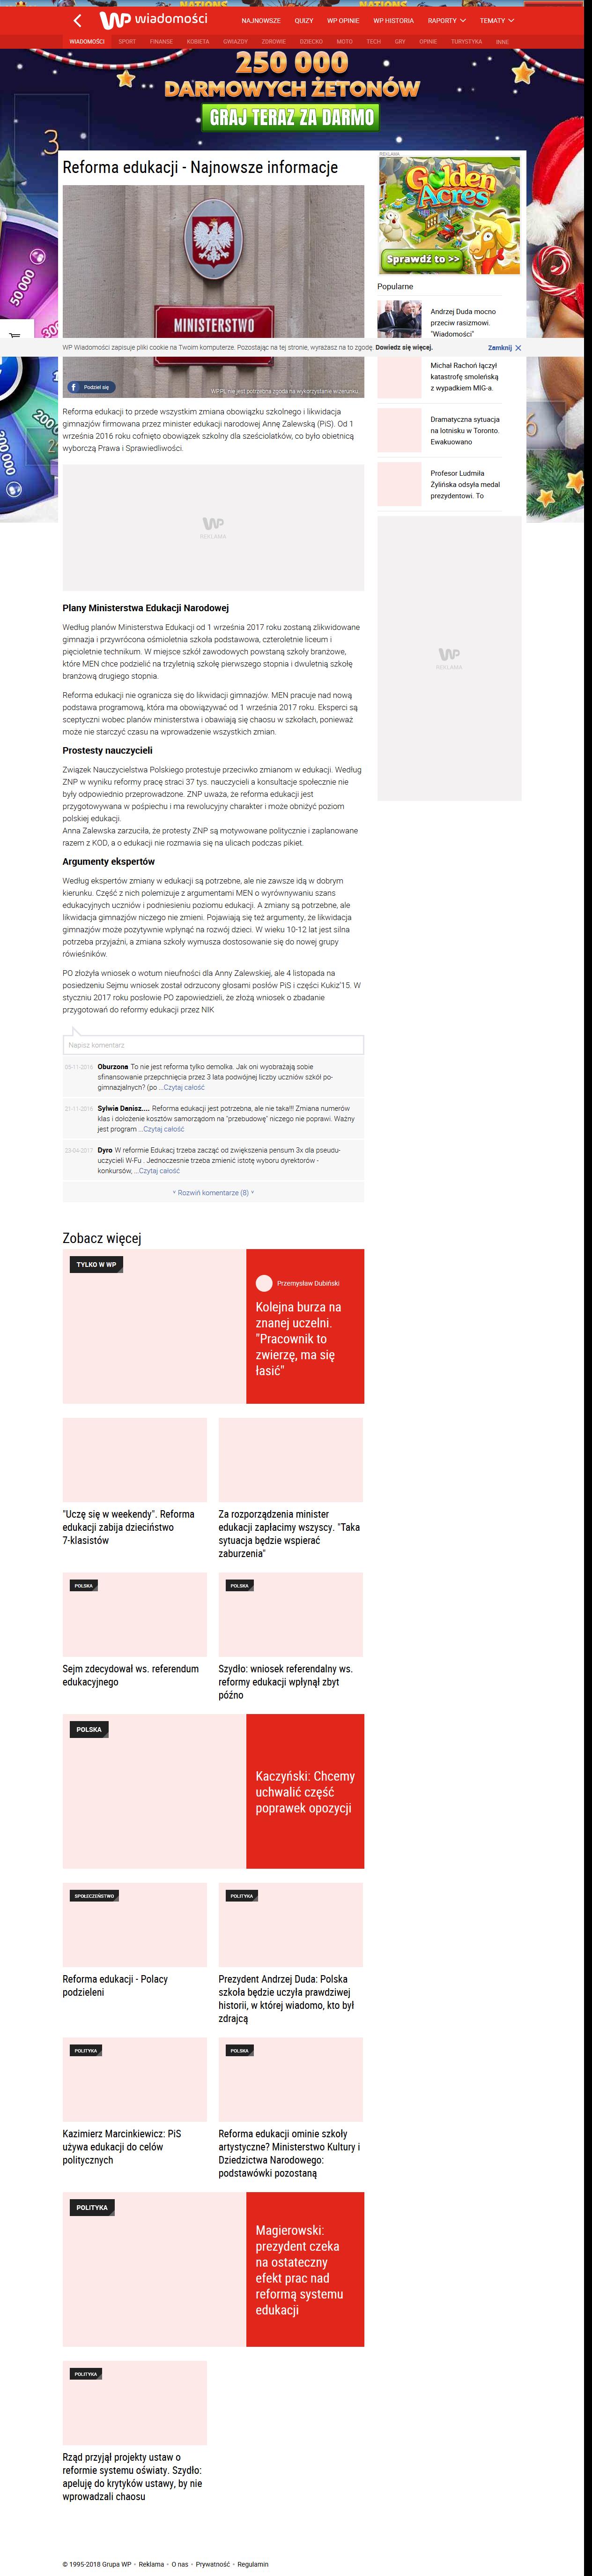 WP wiadomości
NAJNOWSZE QUIZY WP OPINIE WP HISTORIA RAPORTY TEMATY
WIADOMOŚCI SPORT FINANSE KOBIETA GWIAZDY ZDROWIE DZIECKO MOTO TECH GRY OPINIE TURYSTYKA INNE
250 000
DARMOWYCH ŻETONÓW
GRAJ TERAZ ZA DARMO
3
Reforma edukacji - Najnowsze informacje
MINISTERSTWO
Podziel się
WP.PL nie jest potrzebna zgoda na wykorzystanie wizerunku.
REKLAMA
Golden Acres
Sprawdź to >>
Popularne
Andrzej Duda mocno
przeciw rasizmowi.
"Wiadomości"
WP Wiadomości zapisuje pliki cookie na Twoim komputerze. Pozostając na tej stronie, wyrażasz na to zgodę. Dowiedz się więcej. Zamknij
Michał Rachoń łączył
katastrofę smoleńską
z wypadkiem MIG-a.
Dramatyczna sytuacja
na lotnisku w Toronto.
Ewakuowano
Profesor Ludmiła
Żylińska odsyła medal
prezydentowi. To
50 000
Reforma edukacji to przede wszystkim zmiana obowiązku szkolnego i likwidacja
gimnazjów firmowana przez minister edukacji narodowej Annę Zalewską (PiS). Od 1
września 2016 roku cofnięto obowiązek szkolny dla sześciolatków, co było obietnicą
wyborczą Prawa i Sprawiedliwości.
WP
REKLAMA
WP
REKLAMA
Plany Ministerstwa Edukacji Narodowej
Według planów Ministerstwa Edukacji od 1 września 2017 roku zostaną zlikwidowane
gimnazja i przywrócona ośmioletnia szkoła podstawowa, czteroletnie liceum i
pięcioletnie technikum. W miejsce szkół zawodowych powstaną szkoły branżowe,
które MEN chce podzielić na trzyletnią szkołę pierwszego stopnia i dwuletnią szkołę
branżową drugiego stopnia.
Reforma edukacji nie ogranicza się do likwidacji gimnazjów. MEN pracuje nad nową
podstawą programową, która ma obowiązywać od 1 września 2017 roku. Eksperci są
sceptyczni wobec planów ministerstwa i obawiają się chaosu w szkołach, ponieważ
może nie starczyć czasu na wprowadzenie wszystkich zmian.
Prostesty nauczycieli
Związek Nauczycielstwa Polskiego protestuje przeciwko zmianom w edukacji. Według
ZNP w wyniku reformy pracę straci 37 tys. nauczycieli a konsultacje społecznie nie
były odpowiednio przeprowadzone. ZNP uważa, że reforma edukacji jest
przygotowywana w pośpiechu i ma rewolucyjny charakter i może obniżyć poziom
polskiej edukacji.
Anna Zalewska zarzuciła, że protesty ZNP są motywowane politycznie i zaplanowane
razem z KOD, a o edukacji nie rozmawia się na ulicach podczas pikiet.
Argumenty ekspertów
Według ekspertów zmiany w edukacji są potrzebne, ale nie zawsze idą w dobrym
kierunku. Część z nich polemizuje z argumentami MEN o wyrównywaniu szans
edukacyjnych uczniów i podniesieniu poziomu edukacji. A zmiany są potrzebne, ale
likwidacja gimnazjów niczego nie zmieni. Pojawiają się też argumenty, że likwidacja
gimnazjów może pozytywnie wpłynąć na rozwój dzieci. W wieku 10-12 lat jest silna
potrzeba przyjaźni, a zmiana szkoły wymusza dostosowanie się do nowej grupy
rówieśników.
PO złożyła wniosek o wotum nieufności dla Anny Zalewskiej, ale 4 listopada na
posiedzeniu Sejmu wniosek został odrzucony głosami posłów PiS i części Kukiz'15. W
styczniu 2017 roku posłowie PO zapowiedzieli, że złożą wniosek o zbadanie
przygotowań do reformy edukacji przez NIK
Napisz komentarz
05-11-2016 Oburzona To nie jest reforma tylko demolka. Jak oni wyobrażają sobie
sfinansowanie przepchnięcia przez 3 lata podwójnej liczby uczniów szkół po-
gimnazjalnych? (po ...Czytaj całość
21-11-2016 Sylwia Danisz.... Reforma edukacji jest potrzebna, ale nie taka!!! Zmiana numerów
klas i dołożenie kosztów samorządom na "przebudowę" niczego nie poprawi. Ważny
jest program ...Czytaj całość
23-04-2017 Dyro W reformie Edukacj trzeba zacząć od zwiększenia pensum 3x dla pseudu-
uczycieli W-Fu . Jednoczesnie trzeba zmienić istotę wyboru dyrektorów -
konkursów, ...Czytaj całość
Rozwiń komentarze (8)
Zobacz więcej
TYLKO W WP
Przemysław Dubiński
Kolejna burza na
znanej uczelni.
"Pracownik to
zwierzę, ma się
łasić"
"Uczę się w weekendy". Reforma
edukacji zabija dzieciństwo
7-klasistów
Za rozporządzenia minister
edukacji zapłacimy wszyscy. "Taka
sytuacja będzie wspierać
zaburzenia"
POLSKA
Sejm zdecydował ws. referendum
edukacyjnego
POLSKA
Szydło: wniosek referendalny ws.
reformy edukacji wpłynął zbyt
późno
POLSKA
Kaczyński: Chcemy
uchwalić część
poprawek opozycji
SPOŁECZEŃSTWO
Reforma edukacji - Polacy
podzieleni
POLITYKA
Prezydent Andrzej Duda: Polska
szkoła będzie uczyła prawdziwej
historii, w której wiadomo, kto był
zdrajcą
POLITYKA
Kazimierz Marcinkiewicz: PiS
używa edukacji do celów
politycznych
POLSKA
Reforma edukacji ominie szkoły
artystyczne? Ministerstwo Kultury i
Dziedzictwa Narodowego:
podstawówki pozostaną
POLITYKA
Magierowski:
prezydent czeka
na ostateczny
efekt prac nad
reformą systemu
edukacji
POLITYKA
Rząd przyjął projekty ustaw o
reformie systemu oświaty. Szydło:
apeluję do krytyków ustawy, by nie
wprowadzali chaosu
© 1995-2018 Grupa WP • Reklama • O nas • Prywatność • Regulamin